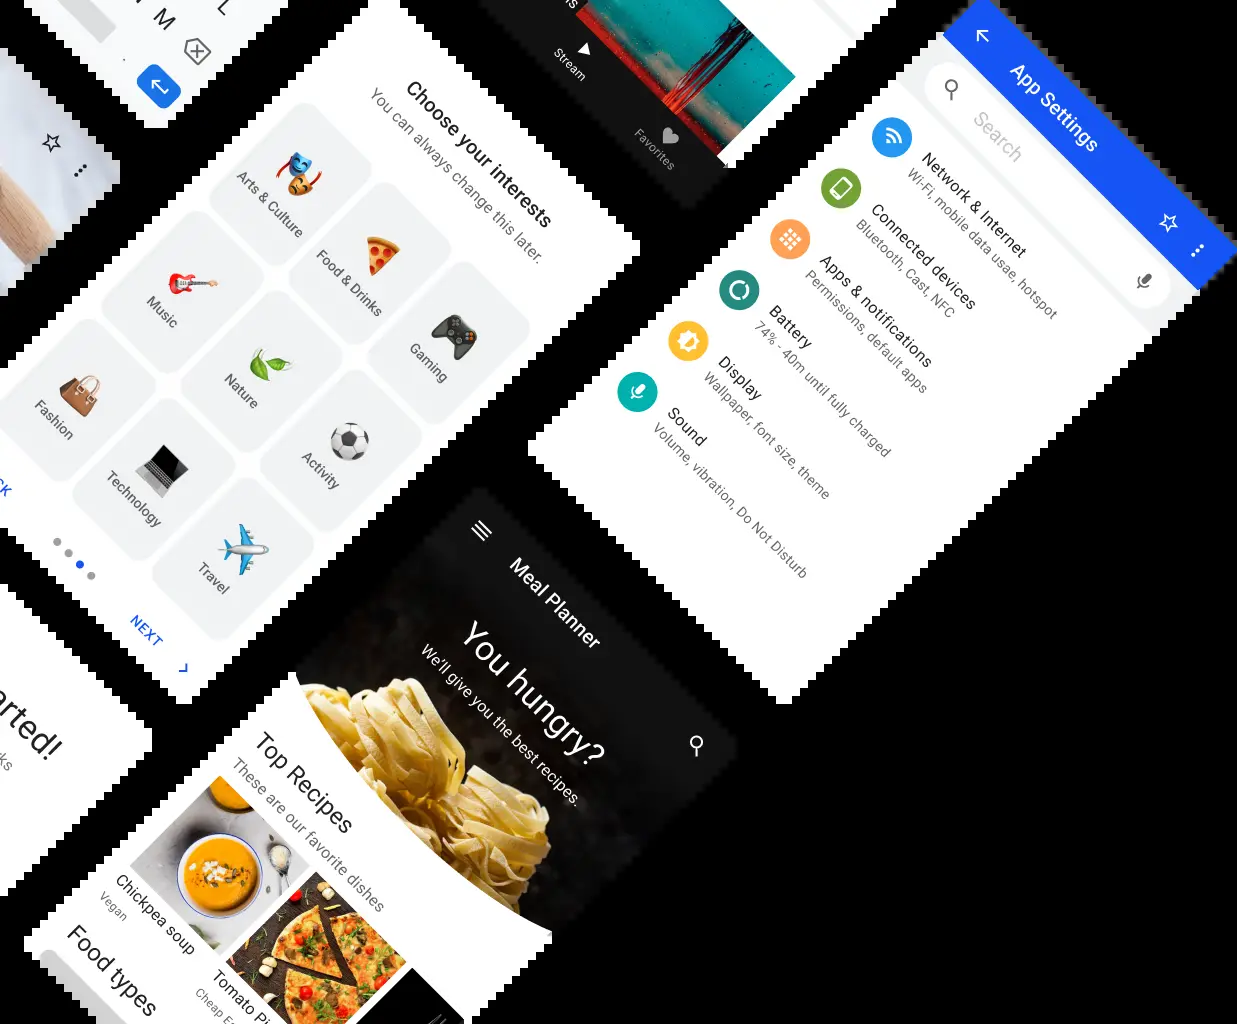 M
L
Choose your interests
You can always change this later.
Arts & Culture
Food & Drinks
Gaming
Music
Nature
Activity
Fashion
Technology
Travel
CK
NEXT
Stream
Favorites
App Settings
Search
Network & Internet
Wi-Fi, mobile data usae, hotspot
Connected devices
Bluetooth, Cast, NFC
Apps & notifications
Permissions, default apps
Battery
74% - 40m until fully charged
Display
Wallpaper, font size, theme
Sound
Volume, vibration, Do Not Disturb
arted!
ks
Meal Planner
You hungry?
We'll give you the best recipes.
Top Recipes
These are our favorite dishes
Chickpea soup
Vegan
Tomato Pi
Cheap E
Food types